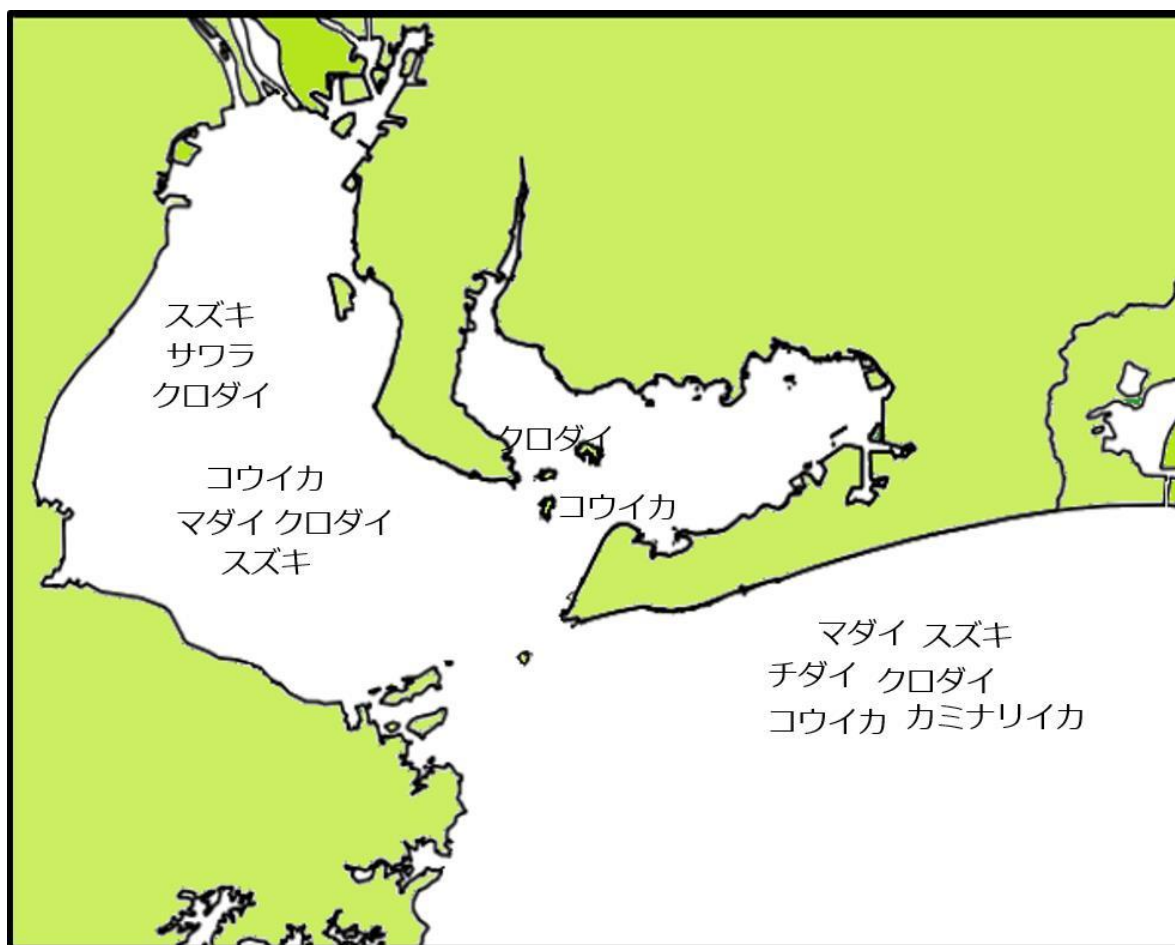 スズキ
サワラ
クロダイ
コウイカ
マダイ クロダイ
スズキ
クロダイ
コウイカ
マダイ スズキ
チダイ クロダイ
コウイカ カミナリイカ